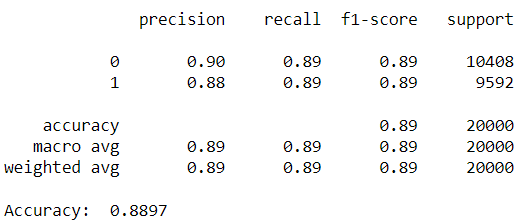 precision recall f1-score support
0 0.90 0.89 0.89 10408
1 0.88 0.89 0.89 9592
accuracy 0.89 20000
macro avg 0.89 0.89 0.89 20000
weighted avg 0.89 0.89 0.89 20000
Accuracy: 0.8897